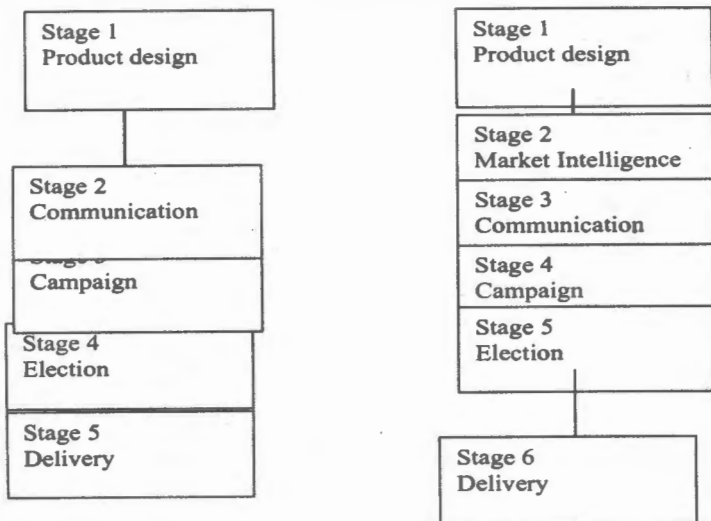 Stage 1
Product design
Stage 2
Communication
Campaign
Stage 4
Election
Stage 5
Delivery
Stage 1
Product design
Stage 2
Market Intelligence
Stage 3
Communication
Stage 4
Campaign
Stage 5
Election
Stage 6
Delivery